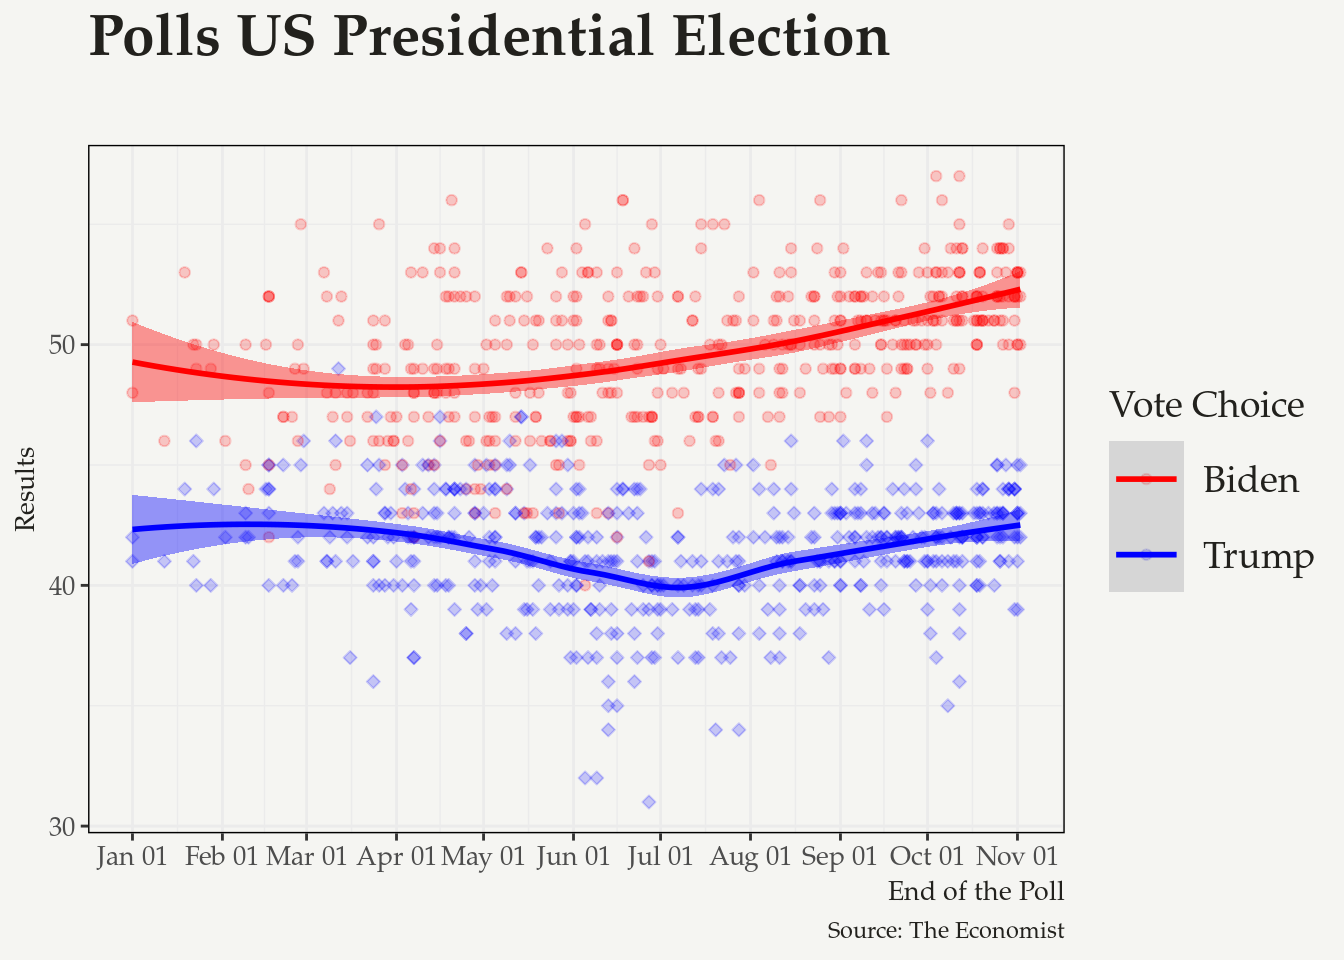 Polls US Presidential Election
Results
50
40
30
Jan 01 Feb 01 Mar 01 Apr 01 May 01 Jun 01 Jul 01 Aug 01 Sep 01 Oct 01 Nov 01
End of the Poll
Source: The Economist
Vote Choice
Biden
Trump